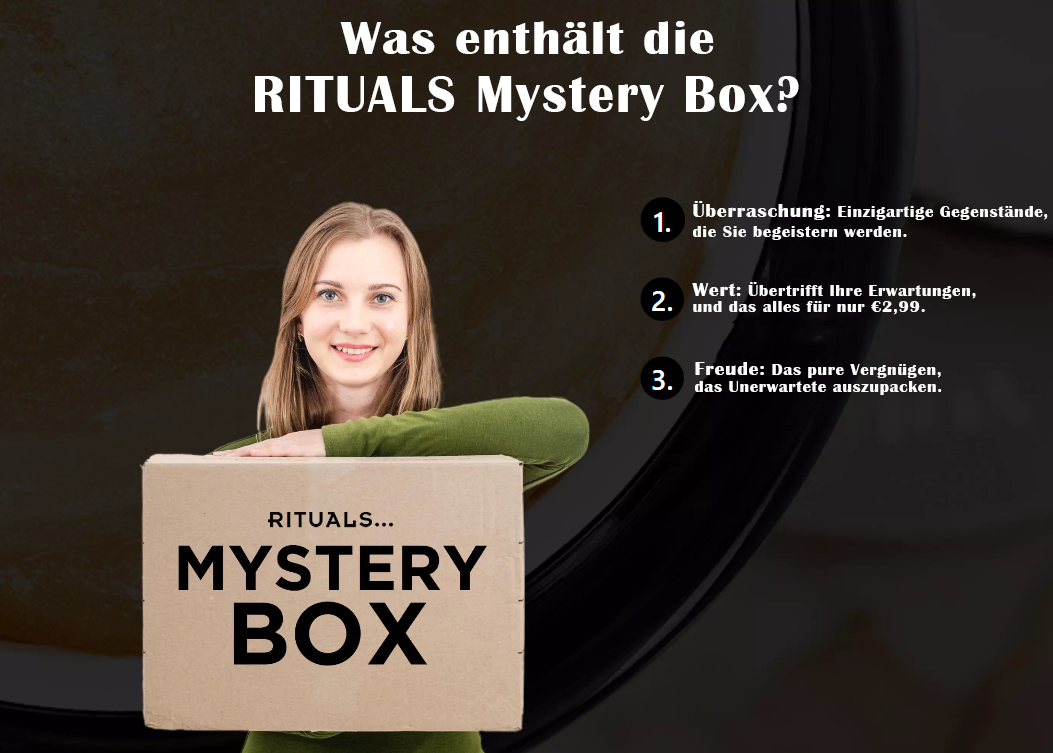 Was enthält die
RITUALS Mystery Box?
1. Überraschung: Einzigartige Gegenstände,
die Sie begeistern werden.
2. Wert: Übertrifft Ihre Erwartungen,
und das alles für nur €2,99.
3. Freude: Das pure Vergnügen,
das Unerwartete auszupacken.
RITUALS...
MYSTERY
BOX